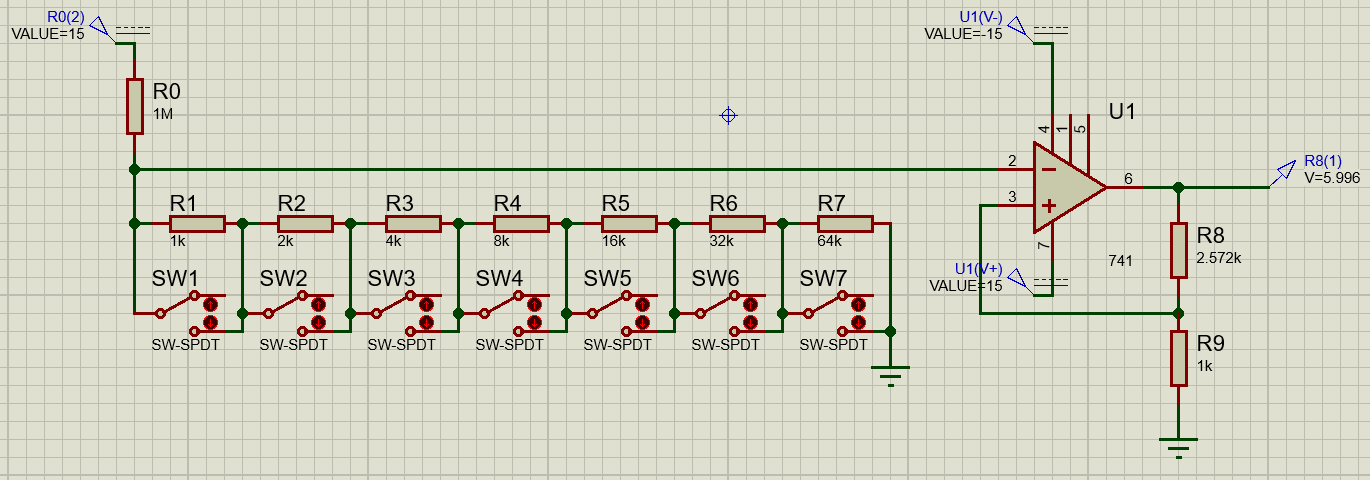 R0(2)
VALUE=15
U1(V-)
VALUE=-15
R0
1M
U1
4
1
5
2
6
R8(1)
V=5.996
3
R1
R2
R3
R4
R5
R6
R7
1k
2k
4k
8k
16k
32k
64k
7
R8
2.572k
741
U1(V+)
VALUE=15
SW1
SW2
SW3
SW4
SW5
SW6
SW7
SW-SPDT
SW-SPDT
SW-SPDT
SW-SPDT
SW-SPDT
SW-SPDT
SW-SPDT
R9
1k